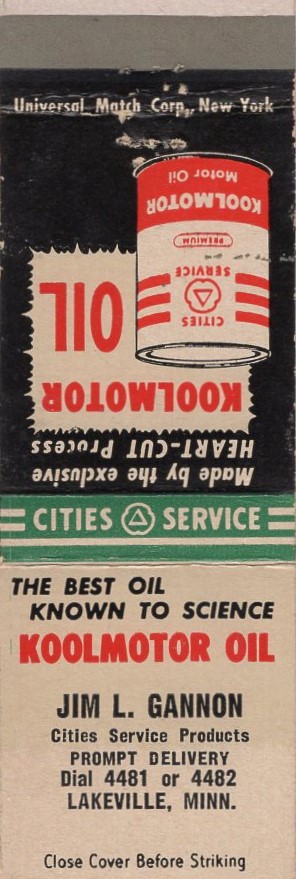 Universal Match Corp., New York
Made by the exclusive
HEART-CUT Process
KOOLMOTOR
OIL
CITIES
SERVICE
PREMIUM
KOOLMOTOR
Motor Oil
CITIES SERVICE
THE BEST OIL
KNOWN TO SCIENCE
KOOLMOTOR OIL
JIM L. GANNON
Cities Service Products
PROMPT DELIVERY
Dial 4481 or 4482
LAKEVILLE, MINN.
Close Cover Before Striking